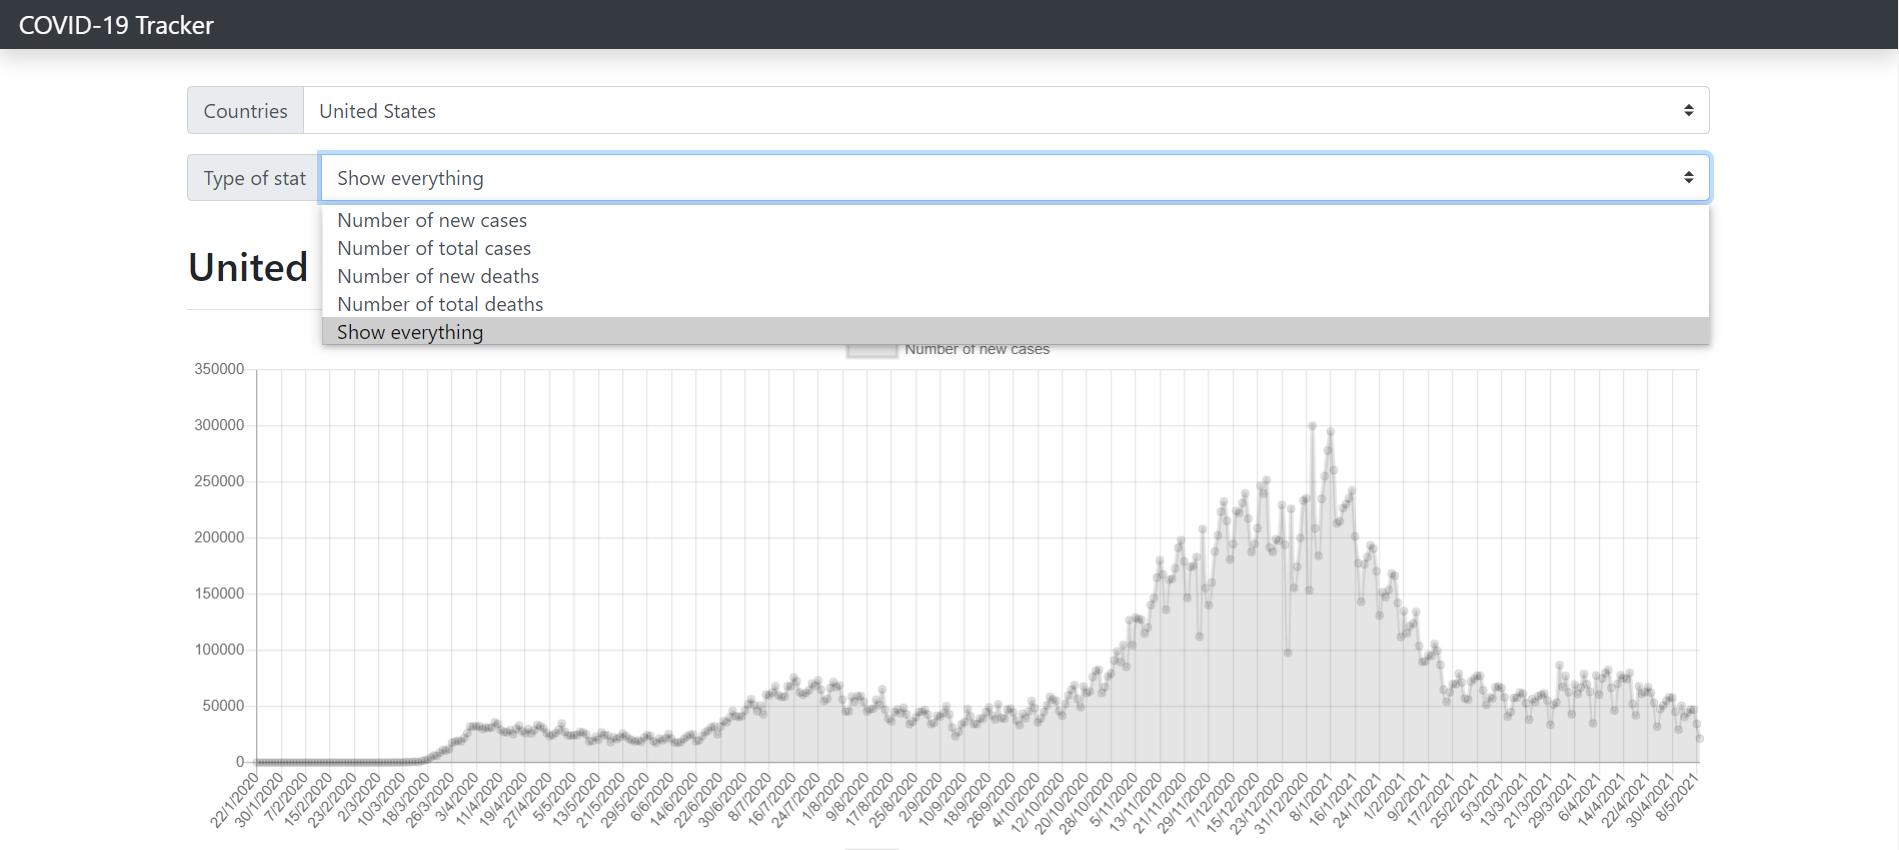 COVID-19 Tracker
Countries United States
Type of stat Show everything
Number of new cases
Number of total cases
Number of new deaths
Number of total deaths
Show everything
United
Number of new cases
350000
300000
250000
200000
150000
100000
50000
0
22/1/2020 30/1/2020 7/2/2020 15/2/2020 23/2/2020 2/3/2020 10/3/2020 18/3/2020 26/3/2020 3/4/2020 11/4/2020 19/4/2020 27/4/2020 5/5/2020 13/5/2020 21/5/2020 29/5/2020 6/6/2020 14/6/2020 22/6/2020 30/6/2020 8/7/2020 16/7/2020 24/7/2020 1/8/2020 9/8/2020 17/8/2020 25/8/2020 2/9/2020 10/9/2020 18/9/2020 26/9/2020 4/10/2020 12/10/2020 20/10/2020 28/10/2020 5/11/2020 13/11/2020 21/11/2020 29/11/2020 7/12/2020 15/12/2020 23/12/2020 31/12/2020 8/1/2021 16/1/2021 24/1/2021 1/2/2021 9/2/2021 17/2/2021 25/2/2021 5/3/2021 13/3/2021 21/3/2021 29/3/2021 6/4/2021 14/4/2021 22/4/2021 30/4/2021 8/5/2021